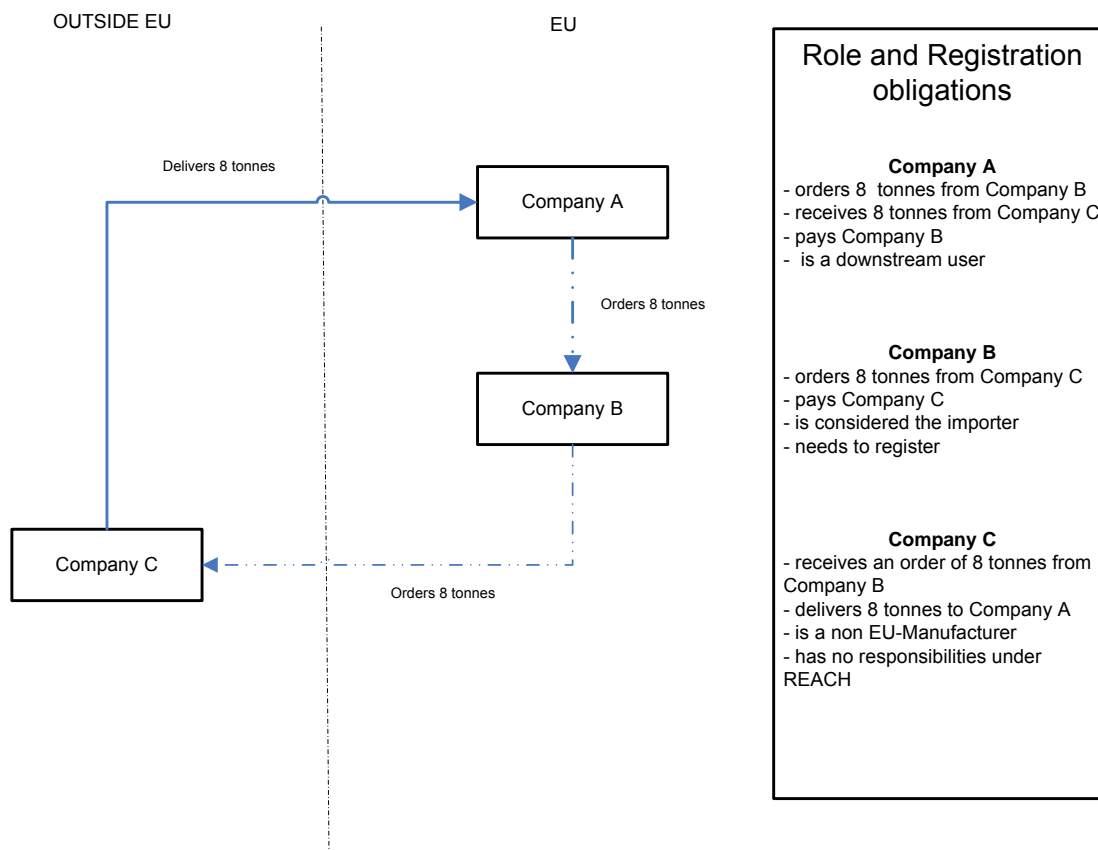 OUTSIDE EU
EU
Delivers 8 tonnes
Company A
Orders 8 tonnes
Company B
Company C
Orders 8 tonnes
Role and Registration
obligations
Company A
- orders 8  tonnes from Company B
- receives 8 tonnes from Company C
- pays Company B
-  is a downstream user
Company B
- orders 8 tonnes from Company C
- pays Company C
- is considered the importer
- needs to register
Company C
- receives an order of 8 tonnes from
Company B
- delivers 8 tonnes to Company A
- is a non EU-Manufacturer
- has no responsibilities under
REACH